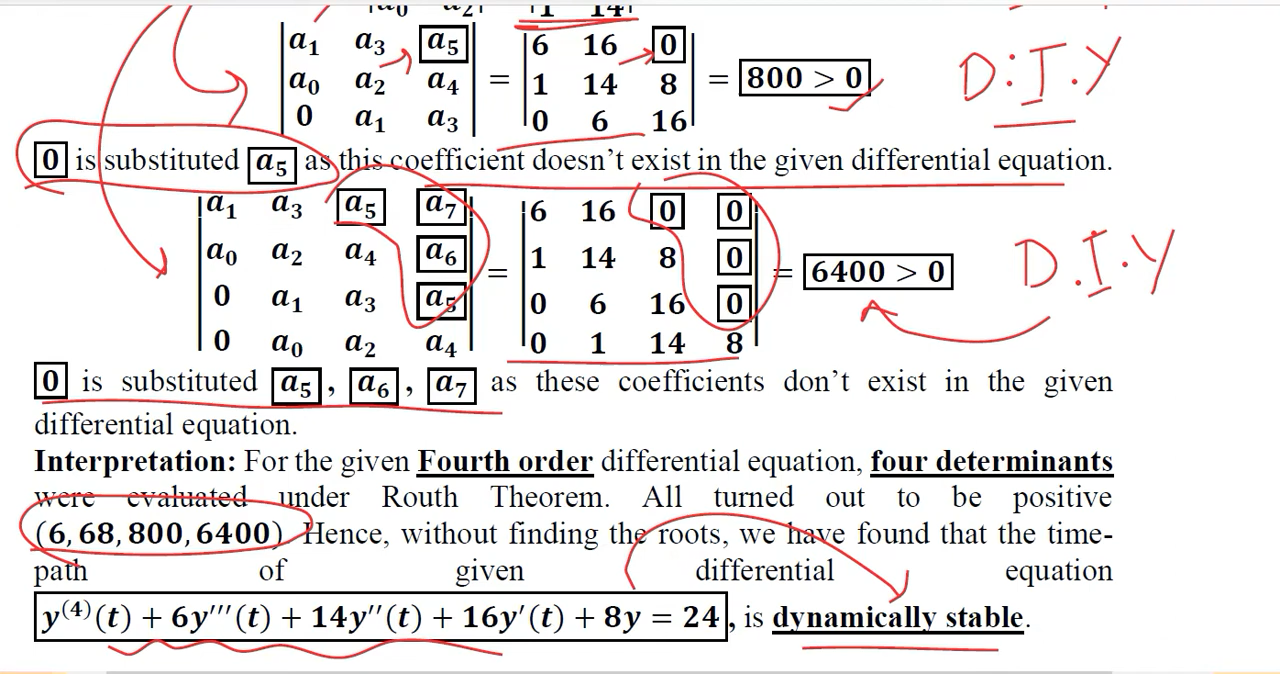 |a₀ a₂| |1 14|
|a₁ a₃ a₅| = |6 16 0| = 800 > 0 D.I.Y
|a₀ a₂ a₄| |1 14 8|
|0 a₁ a₃| |0 6 16|
0 is substituted a₅ as this coefficient doesn't exist in the given differential equation.
|a₁ a₃ a₅ a₇| |6 16 0 0|
|a₀ a₂ a₄ a₆| = |1 14 8 0| = 6400 > 0 D.I.Y
|0 a₁ a₃ a₅| |0 6 16 0|
|0 a₀ a₂ a₄| |0 1 14 8|
0 is substituted a₅, a₆, a₇ as these coefficients don't exist in the given
differential equation.
Interpretation: For the given Fourth order differential equation, four determinants
were evaluated under Routh Theorem. All turned out to be positive
(6, 68, 800, 6400). Hence, without finding the roots, we have found that the time-
path of given differential equation
y⁽⁴⁾(t) + 6y′′′(t) + 14y′′(t) + 16y′(t) + 8y = 24, is dynamically stable.